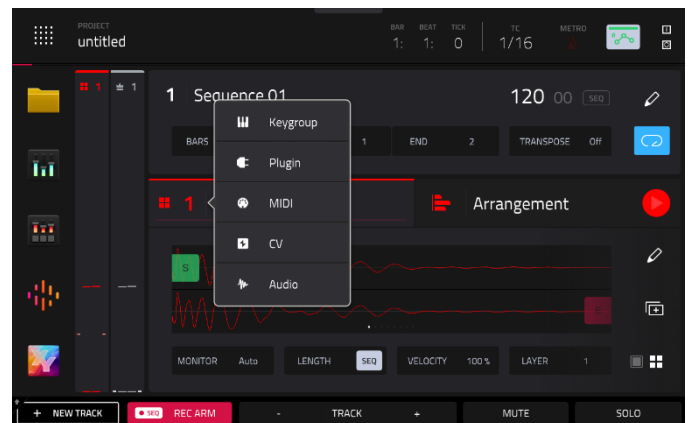 PROJECT
untitled
BAR BEAT TICK
1: 1: 0
TC
1/16
METRO
1 1
1 Sequence 01
120 00 SEQ
BARS 1 END 2 TRANSPOSE Off
Keygroup
Plugin
MIDI
CV
Audio
1
Arrangement
S
E
MONITOR Auto LENGTH SEQ VELOCITY 100 % LAYER 1
+ NEW TRACK SEQ REC ARM - TRACK + MUTE SOLO